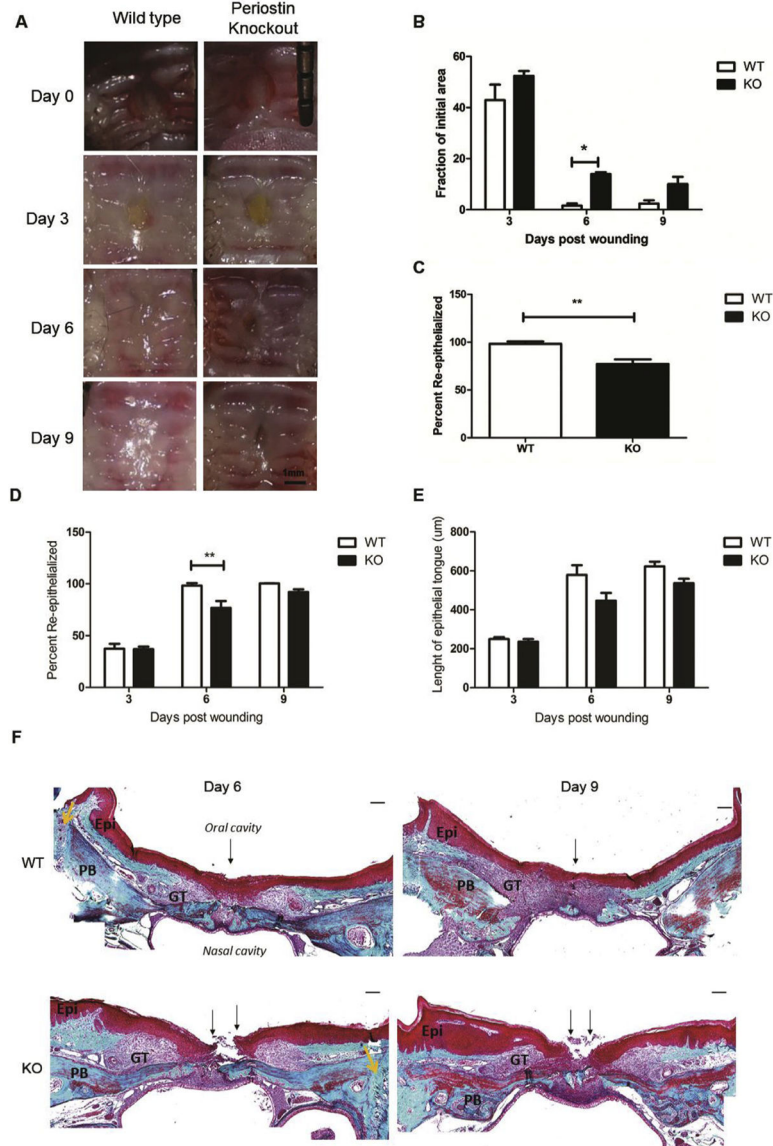 A
Wild type
Periostin
Knockout
Day 0
Day 3
Day 6
Day 9
1mm
B
Fraction of initial area
60
40
20
0
*
3
6
9
Days post wounding
WT
KO
C
Percent Re-epithelialized
150
100
50
0
**
WT
KO
WT
KO
D
Percent Re-epithelialized
150
100
50
0
**
3
6
9
Days post wounding
WT
KO
E
Lenght of epithelial tongue (um)
800
600
400
200
0
3
6
9
Days post wounding
WT
KO
F
Day 6
Day 9
WT
Epi
Oral cavity
PB
GT
Nasal cavity
Epi
PB
GT
KO
Epi
GT
PB
Epi
GT
PB